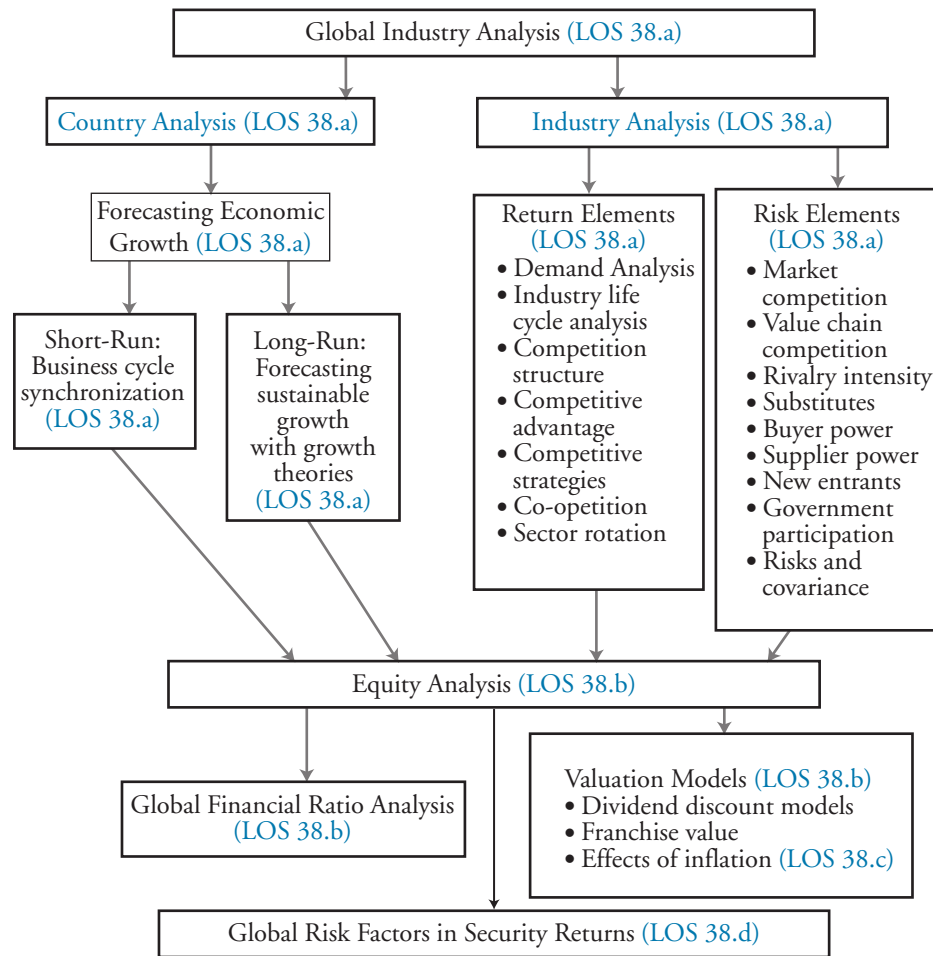 Global Industry Analysis (LOS 38.a)
Country Analysis (LOS 38.a)
Industry Analysis (LOS 38.a)
Forecasting Economic
Growth (LOS 38.a)
Short-Run:
Business cycle
synchronization
(LOS 38.a)
Long-Run:
Forecasting
sustainable
growth
with growth
theories
(LOS 38.a)
Return Elements
(LOS 38.a)
• Demand Analysis
• Industry life
cycle analysis
• Competition
structure
• Competitive
advantage
• Competitive
strategies
• Co-opetition
• Sector rotation
Risk Elements
(LOS 38.a)
• Market
competition
• Value chain
competition
• Rivalry intensity
• Substitutes
• Buyer power
• Supplier power
• New entrants
• Government
participation
• Risks and
covariance
Equity Analysis (LOS 38.b)
Global Financial Ratio Analysis
(LOS 38.b)
Valuation Models (LOS 38.b)
• Dividend discount models
• Franchise value
• Effects of inflation (LOS 38.c)
Global Risk Factors in Security Returns (LOS 38.d)